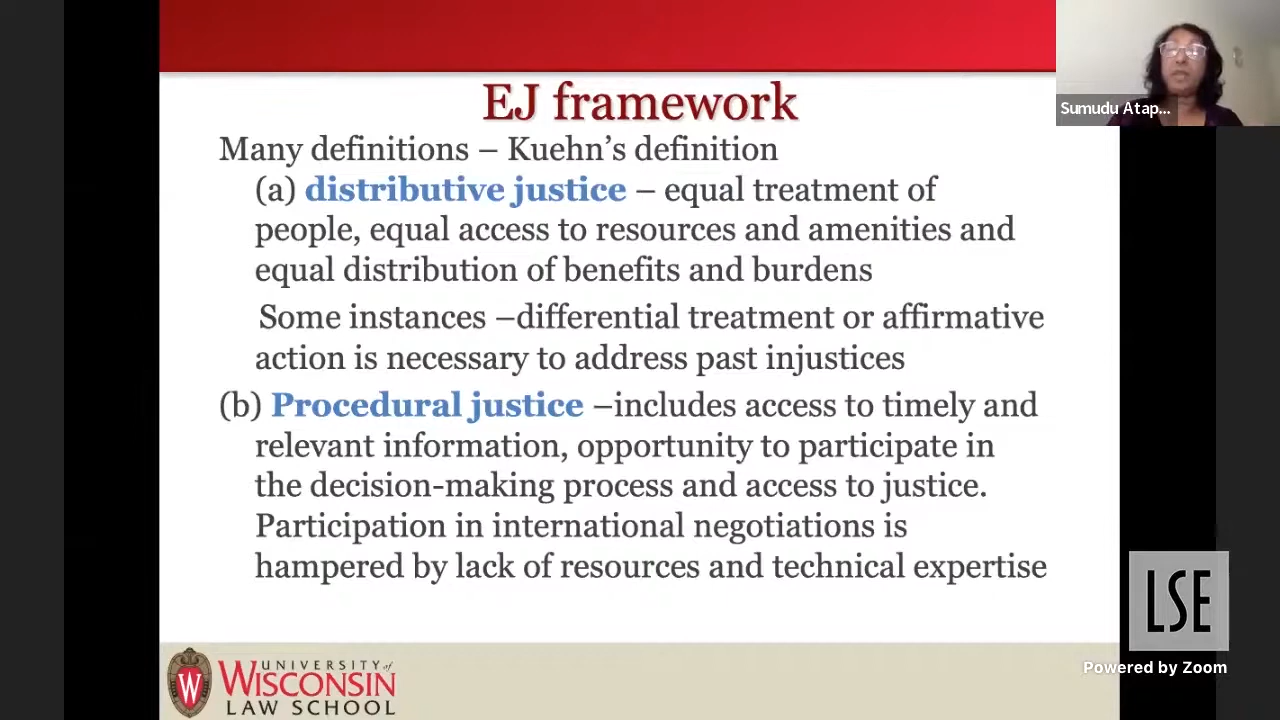 EJ framework
Sumudu Atap...
Many definitions – Kuehn’s definition
(a) distributive justice – equal treatment of
people, equal access to resources and amenities and
equal distribution of benefits and burdens
Some instances –differential treatment or affirmative
action is necessary to address past injustices
(b) Procedural justice –includes access to timely and
relevant information, opportunity to participate in
the decision-making process and access to justice.
Participation in international negotiations is
hampered by lack of resources and technical expertise
LSE
Powered by Zoom
W
UNIVERSITY of
WISCONSIN
LAW SCHOOL